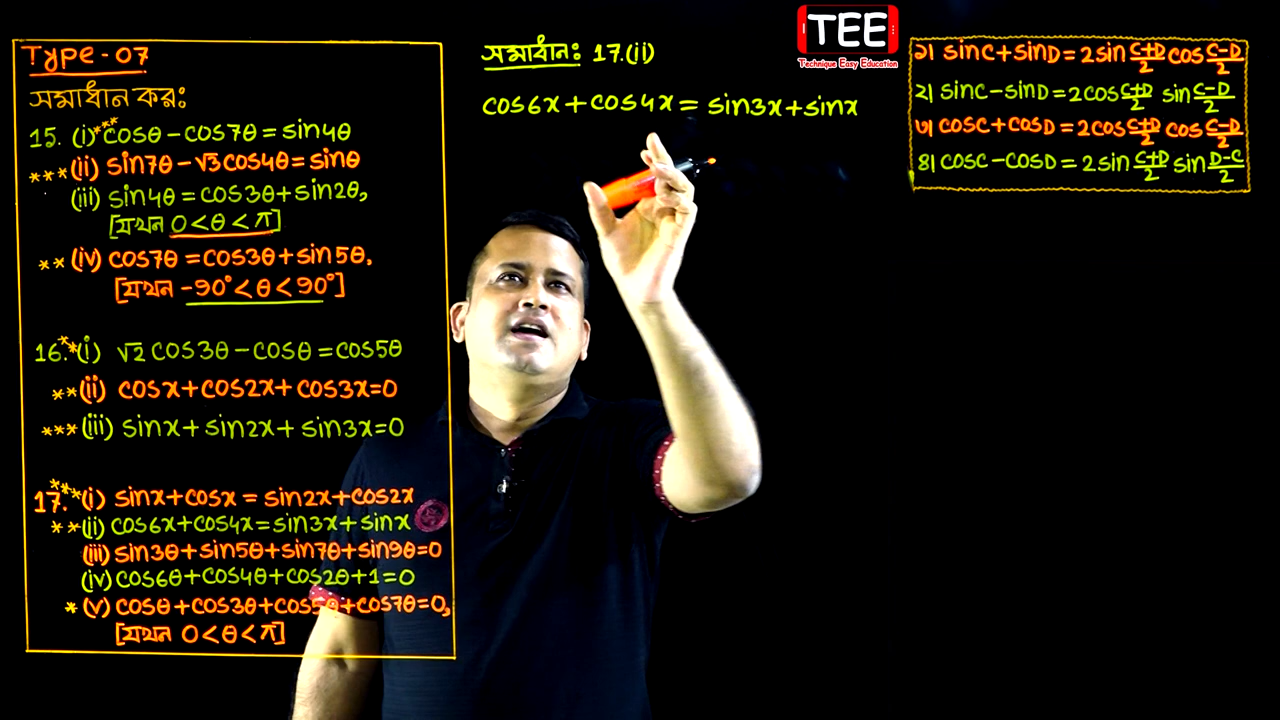 Type-07
সমাধান করঃ
15. (i)*** cosθ - cos7θ = sin4θ
*** (ii) sin7θ - √3cos4θ = sinθ
(iii) sin4θ = cos3θ + sin2θ,
[যখন 0 < θ < π]
** (iv) cos7θ = cos3θ + sin5θ,
[যখন -90° < θ < 90°]
16.** (i) √2 cos3θ - cosθ = cos5θ
** (ii) cosx + cos2x + cos3x = 0
*** (iii) sinx + sin2x + sin3x = 0
17.*** (i) sinx + cosx = sin2x + cos2x
** (ii) cos6x + cos4x = sin3x + sinx
(iii) sin3θ + sin5θ + sin7θ + sin9θ = 0
(iv) cos6θ + cos4θ + cos2θ + 1 = 0
* (v) cosθ + cos3θ + cos5θ + cos7θ = 0,
[যখন 0 < θ < π]
সমাধানঃ 17.(ii)
cos6x + cos4x = sin3x + sinx
TEE
Technique Easy Education
১। sinC + sinD = 2sin (C+D)/2 cos (C-D)/2
২। sinC - sinD = 2cos (C+D)/2 sin (C-D)/2
৩। cosC + cosD = 2cos (C+D)/2 cos (C-D)/2
৪। cosC - cosD = 2sin (C+D)/2 sin (D-C)/2